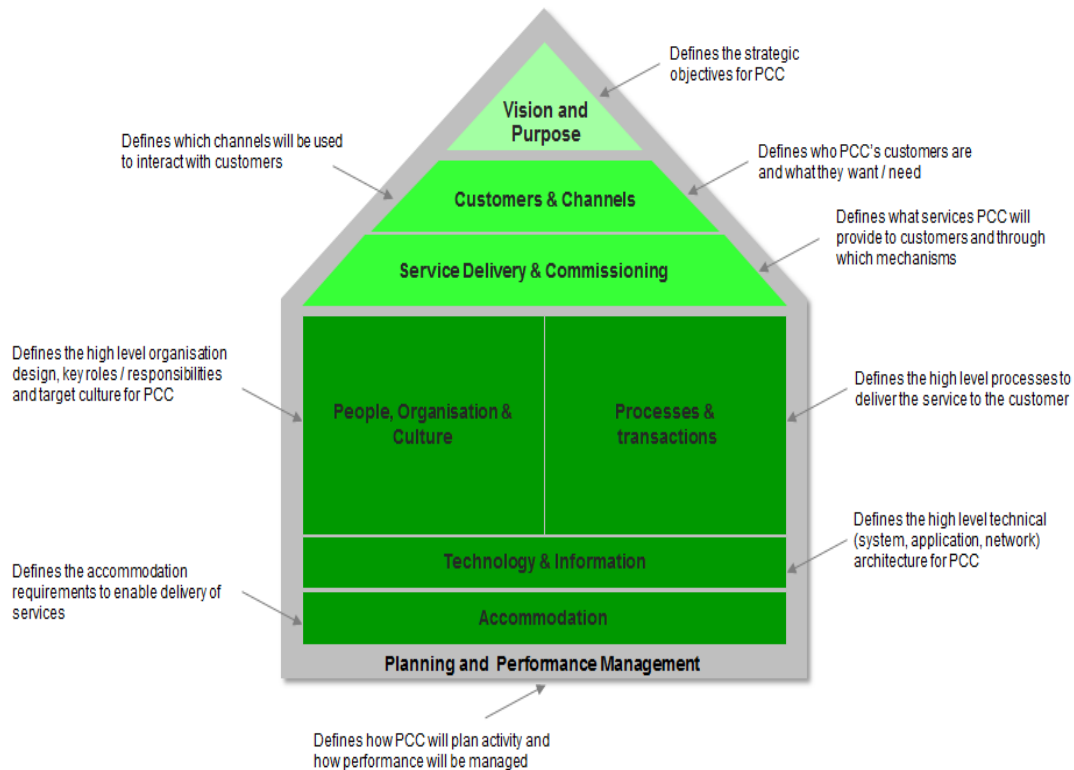 Defines the strategic
objectives for PCC
Vision and
Purpose
Defines which channels will be used
to interact with customers
Defines who PCC's customers are
and what they want / need
Customers & Channels
Defines what services PCC will
provide to customers and through
which mechanisms
Service Delivery & Commissioning
Defines the high level organisation
design, key roles / responsibilities
and target culture for PCC
People, Organisation &
Culture
Processes &
transactions
Defines the high level processes to
deliver the service to the customer
Defines the high level technical
(system, application, network)
architecture for PCC
Technology & Information
Defines the accommodation
requirements to enable delivery of
services
Accommodation
Planning and Performance Management
Defines how PCC will plan activity and
how performance will be managed